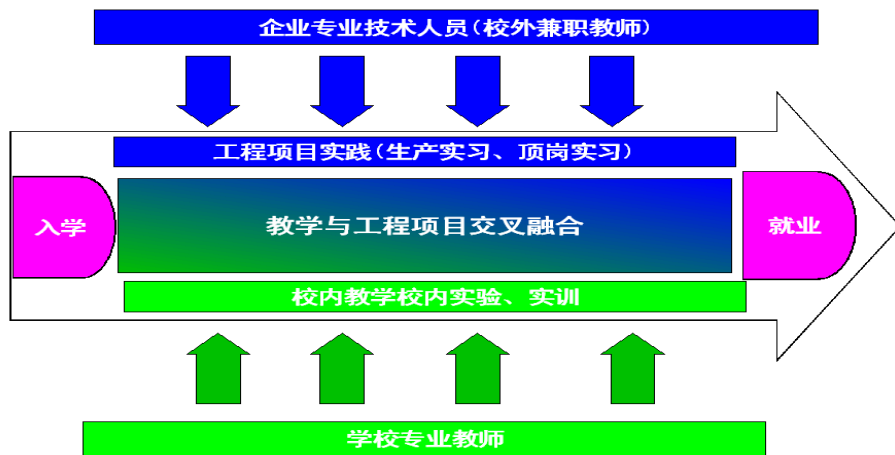 企业专业技术人员(校外兼职教师)
工程项目实践(生产实习、顶岗实习)
入学
教学与工程项目交叉融合
就业
校内教学校内实验、实训
学校专业教师